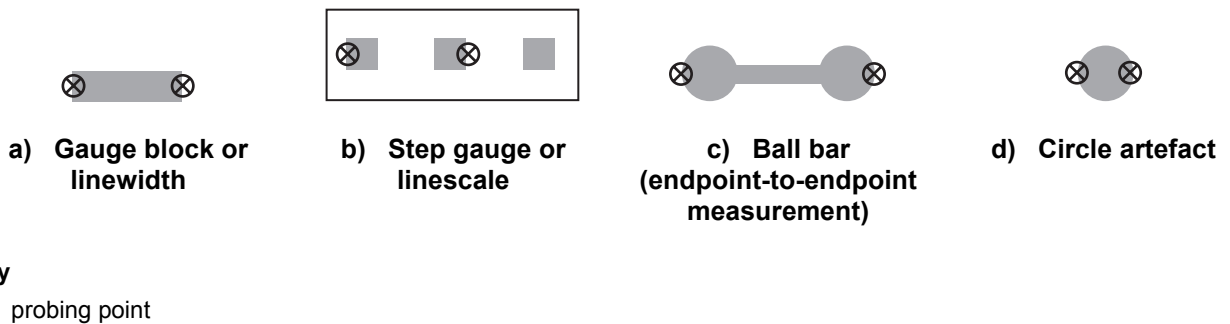 a) Gauge block or
linewidth
b) Step gauge or
linescale
c) Ball bar
(endpoint-to-endpoint
measurement)
d) Circle artefact
y
probing point